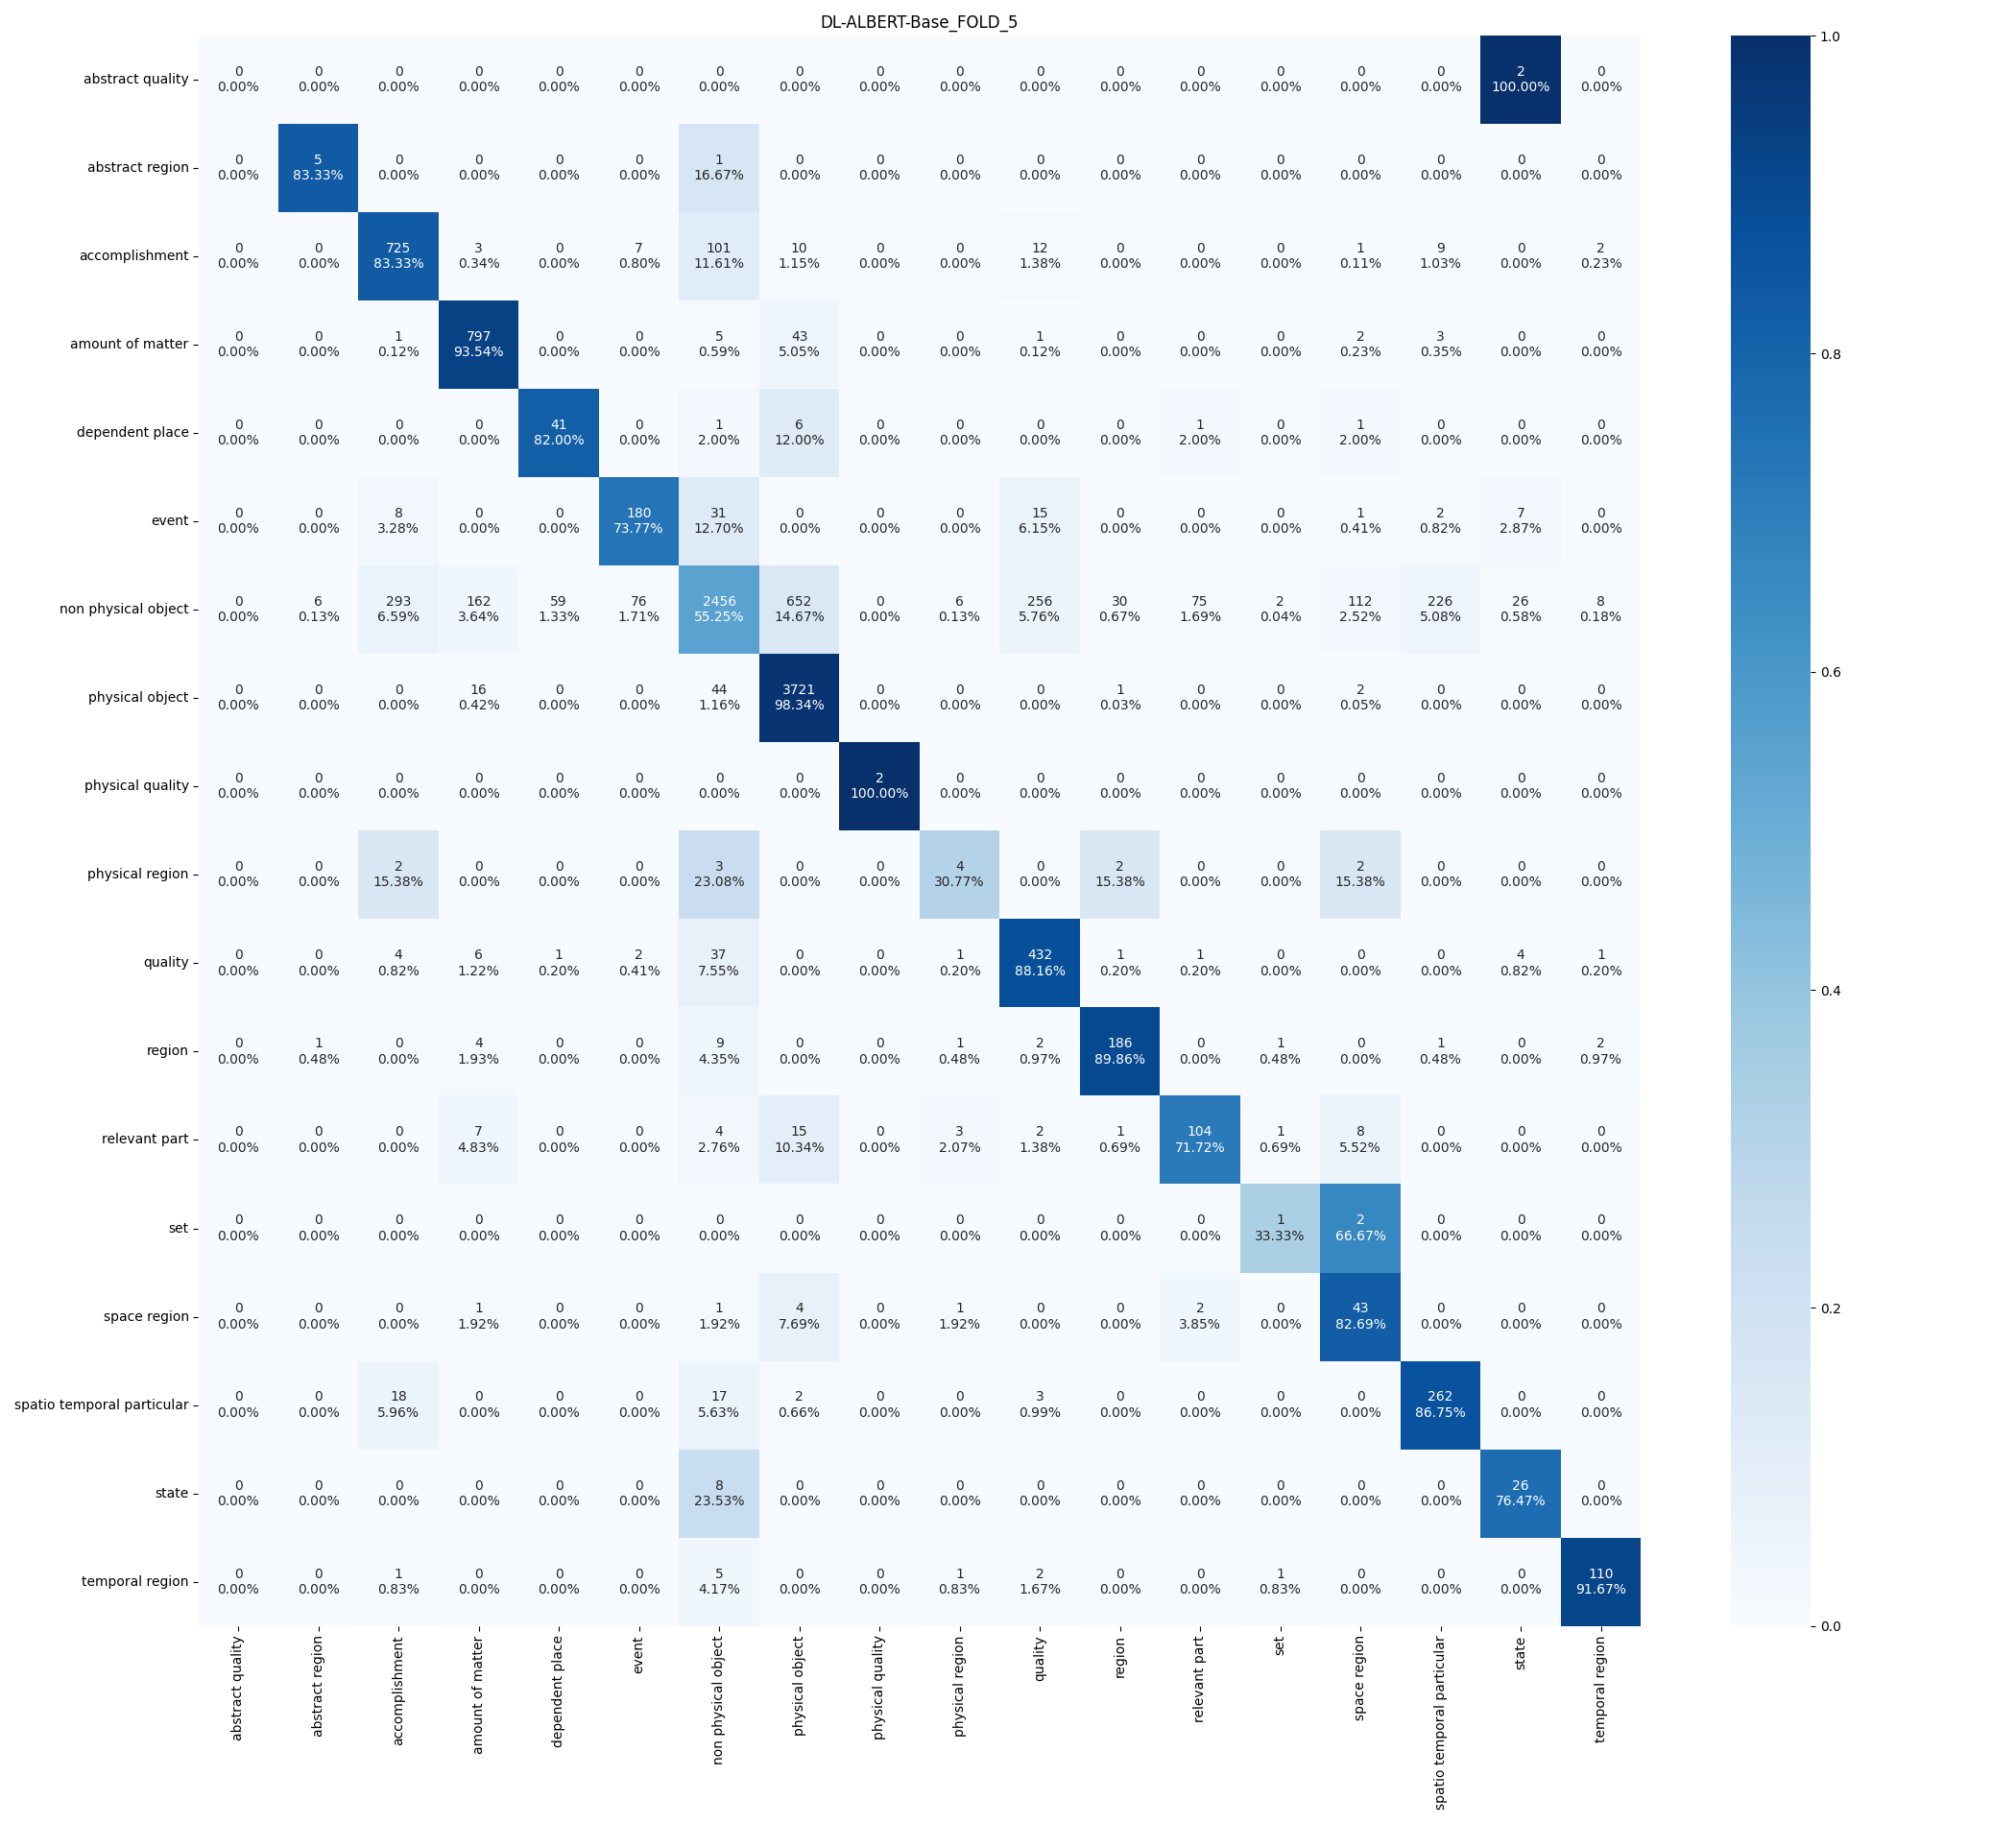 DL-ALBERT-Base_FOLD_5
abstract quality 0 0 0 0 0 0 0 0 0 0 0 0 0 0 0 0 2 0
0.00% 0.00% 0.00% 0.00% 0.00% 0.00% 0.00% 0.00% 0.00% 0.00% 0.00% 0.00% 0.00% 0.00% 0.00% 0.00% 100.00% 0.00%
abstract region 0 5 0 0 0 0 1 0 0 0 0 0 0 0 0 0 0 0
0.00% 83.33% 0.00% 0.00% 0.00% 0.00% 16.67% 0.00% 0.00% 0.00% 0.00% 0.00% 0.00% 0.00% 0.00% 0.00% 0.00% 0.00%
accomplishment 0 0 725 3 0 7 101 10 0 0 12 0 0 0 1 9 0 2
0.00% 0.00% 83.33% 0.34% 0.00% 0.80% 11.61% 1.15% 0.00% 0.00% 1.38% 0.00% 0.00% 0.00% 0.11% 1.03% 0.00% 0.23%
amount of matter 0 0 1 797 0 0 5 43 0 0 1 0 0 0 2 3 0 0
0.00% 0.00% 0.12% 93.54% 0.00% 0.00% 0.59% 5.05% 0.00% 0.00% 0.12% 0.00% 0.00% 0.00% 0.23% 0.35% 0.00% 0.00%
dependent place 0 0 0 0 41 0 1 6 0 0 0 0 1 0 1 0 0 0
0.00% 0.00% 0.00% 0.00% 82.00% 0.00% 2.00% 12.00% 0.00% 0.00% 0.00% 0.00% 2.00% 0.00% 2.00% 0.00% 0.00% 0.00%
event 0 0 8 0 0 180 31 0 0 0 15 0 0 0 1 2 7 0
0.00% 0.00% 3.28% 0.00% 0.00% 73.77% 12.70% 0.00% 0.00% 0.00% 6.15% 0.00% 0.00% 0.00% 0.41% 0.82% 2.87% 0.00%
non physical object 0 6 293 162 59 76 2456 652 0 6 256 30 75 2 112 226 26 8
0.00% 0.13% 6.59% 3.64% 1.33% 1.71% 55.25% 14.67% 0.00% 0.13% 5.76% 0.67% 1.69% 0.04% 2.52% 5.08% 0.58% 0.18%
physical object 0 0 0 16 0 0 44 3721 0 0 0 1 0 0 2 0 0 0
0.00% 0.00% 0.00% 0.42% 0.00% 0.00% 1.16% 98.34% 0.00% 0.00% 0.00% 0.03% 0.00% 0.00% 0.05% 0.00% 0.00% 0.00%
physical quality 0 0 0 0 0 0 0 0 2 0 0 0 0 0 0 0 0 0
0.00% 0.00% 0.00% 0.00% 0.00% 0.00% 0.00% 0.00% 100.00% 0.00% 0.00% 0.00% 0.00% 0.00% 0.00% 0.00% 0.00% 0.00%
physical region 0 0 2 0 0 0 3 0 0 4 0 2 0 0 2 0 0 0
0.00% 0.00% 15.38% 0.00% 0.00% 0.00% 23.08% 0.00% 0.00% 30.77% 0.00% 15.38% 0.00% 0.00% 15.38% 0.00% 0.00% 0.00%
quality 0 0 4 6 1 2 37 0 0 1 432 1 1 0 0 0 4 1
0.00% 0.00% 0.82% 1.22% 0.20% 0.41% 7.55% 0.00% 0.00% 0.20% 88.16% 0.20% 0.20% 0.00% 0.00% 0.00% 0.82% 0.20%
region 0 1 0 4 0 0 9 0 0 1 2 186 0 1 0 1 0 2
0.00% 0.48% 0.00% 1.93% 0.00% 0.00% 4.35% 0.00% 0.00% 0.48% 0.97% 89.86% 0.00% 0.48% 0.00% 0.48% 0.00% 0.97%
relevant part 0 0 0 7 0 0 4 15 0 3 2 1 104 1 8 0 0 0
0.00% 0.00% 0.00% 4.83% 0.00% 0.00% 2.76% 10.34% 0.00% 2.07% 1.38% 0.69% 71.72% 0.69% 5.52% 0.00% 0.00% 0.00%
set 0 0 0 0 0 0 0 0 0 0 0 0 0 1 2 0 0 0
0.00% 0.00% 0.00% 0.00% 0.00% 0.00% 0.00% 0.00% 0.00% 0.00% 0.00% 0.00% 0.00% 33.33% 66.67% 0.00% 0.00% 0.00%
space region 0 0 0 1 0 0 1 4 0 1 0 0 2 0 43 0 0 0
0.00% 0.00% 0.00% 1.92% 0.00% 0.00% 1.92% 7.69% 0.00% 1.92% 0.00% 0.00% 3.85% 0.00% 82.69% 0.00% 0.00% 0.00%
spatio temporal particular 0 0 18 0 0 0 17 2 0 0 3 0 0 0 0 262 0 0
0.00% 0.00% 5.96% 0.00% 0.00% 0.00% 5.63% 0.66% 0.00% 0.00% 0.99% 0.00% 0.00% 0.00% 0.00% 86.75% 0.00% 0.00%
state 0 0 0 0 0 0 8 0 0 0 0 0 0 0 0 0 26 0
0.00% 0.00% 0.00% 0.00% 0.00% 0.00% 23.53% 0.00% 0.00% 0.00% 0.00% 0.00% 0.00% 0.00% 0.00% 0.00% 76.47% 0.00%
temporal region 0 0 1 0 0 0 5 0 0 1 2 0 0 1 0 0 0 110
0.00% 0.00% 0.83% 0.00% 0.00% 0.00% 4.17% 0.00% 0.00% 0.83% 1.67% 0.00% 0.00% 0.83% 0.00% 0.00% 0.00% 91.67%
abstract quality
abstract region
accomplishment
amount of matter
dependent place
event
non physical object
physical object
physical quality
physical region
quality
region
relevant part
set
space region
spatio temporal particular
state
temporal region
1.0
0.8
0.6
0.4
0.2
0.0